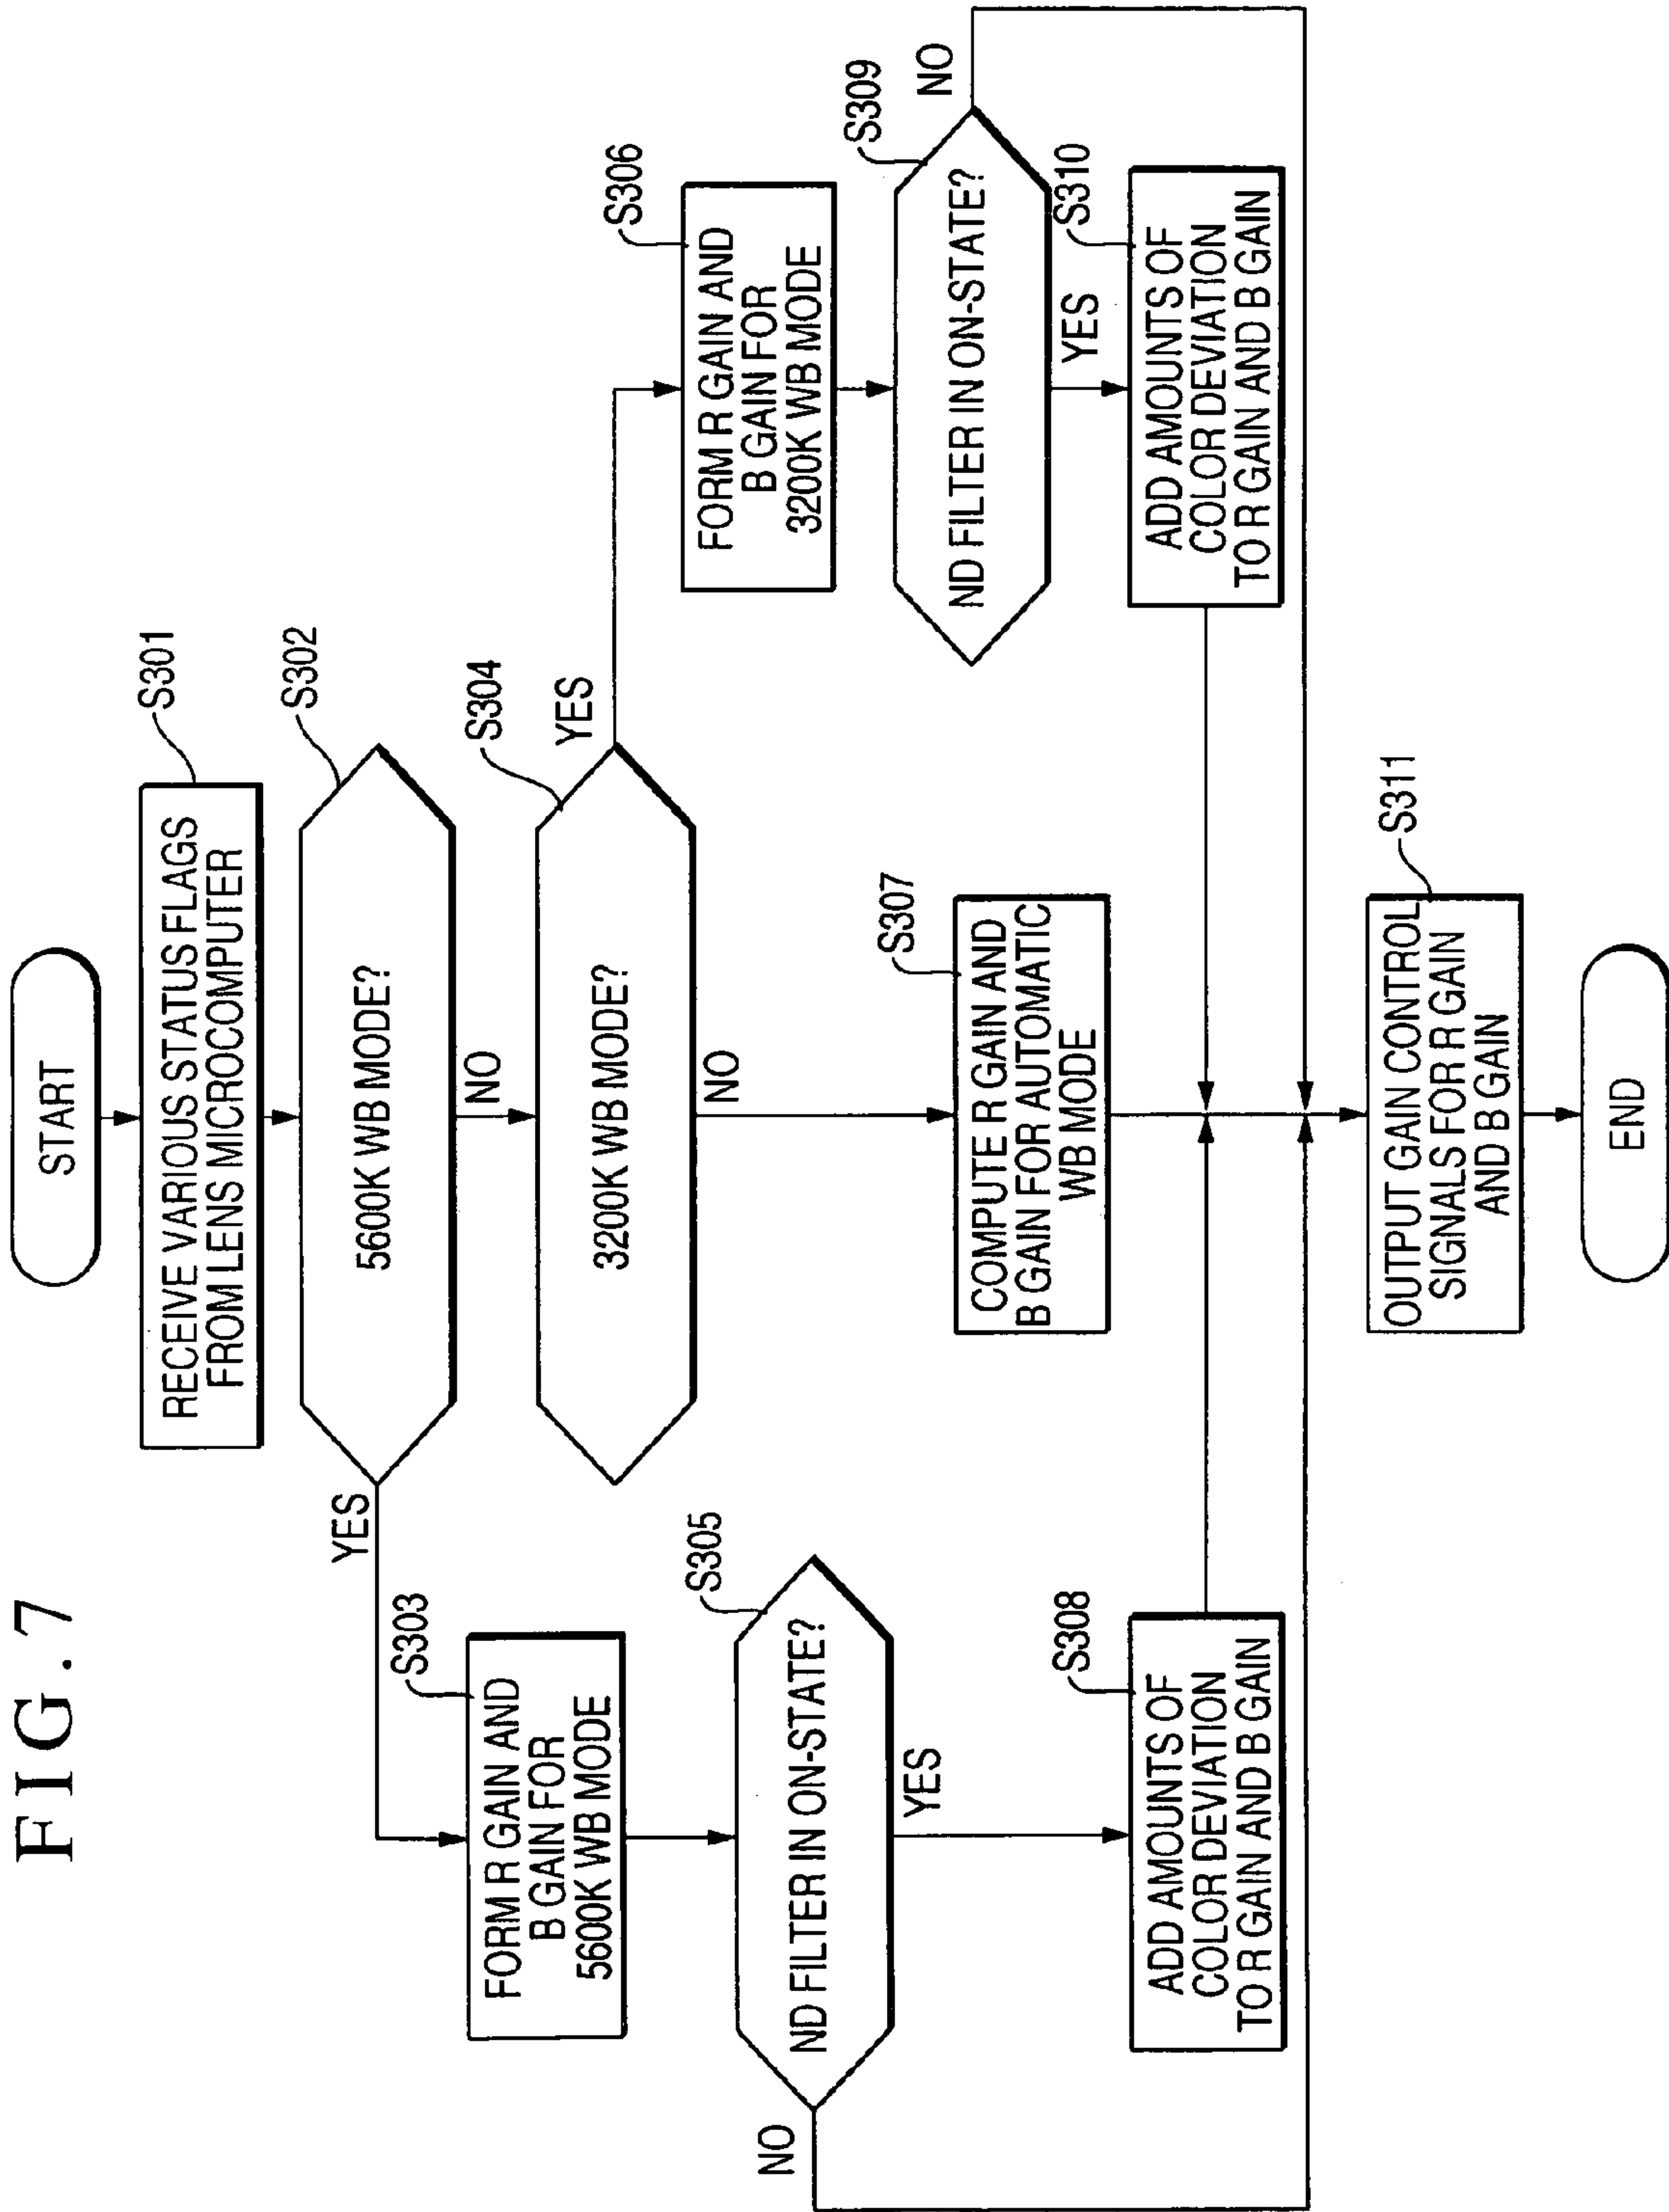 FIG. 7
START
S301
RECEIVE VARIOUS STATUS FLAGS
FROM LENS MICROCOMPUTER
S302
5600K WB MODE?
YES
NO
S303
FORM R GAIN AND
B GAIN FOR
5600K WB MODE
S304
3200K WB MODE?
YES
NO
S305
ND FILTER IN ON-STATE?
NO
YES
S306
FORM R GAIN AND
B GAIN FOR
3200K WB MODE
S307
COMPUTE R GAIN AND
B GAIN FOR AUTOMATIC
WB MODE
S308
ADD AMOUNTS OF
COLOR DEVIATION
TO R GAIN AND B GAIN
S309
ND FILTER IN ON-STATE?
NO
YES
S310
ADD AMOUNTS OF
COLOR DEVIATION
TO R GAIN AND B GAIN
S311
OUTPUT GAIN CONTROL
SIGNALS FOR R GAIN
AND B GAIN
END